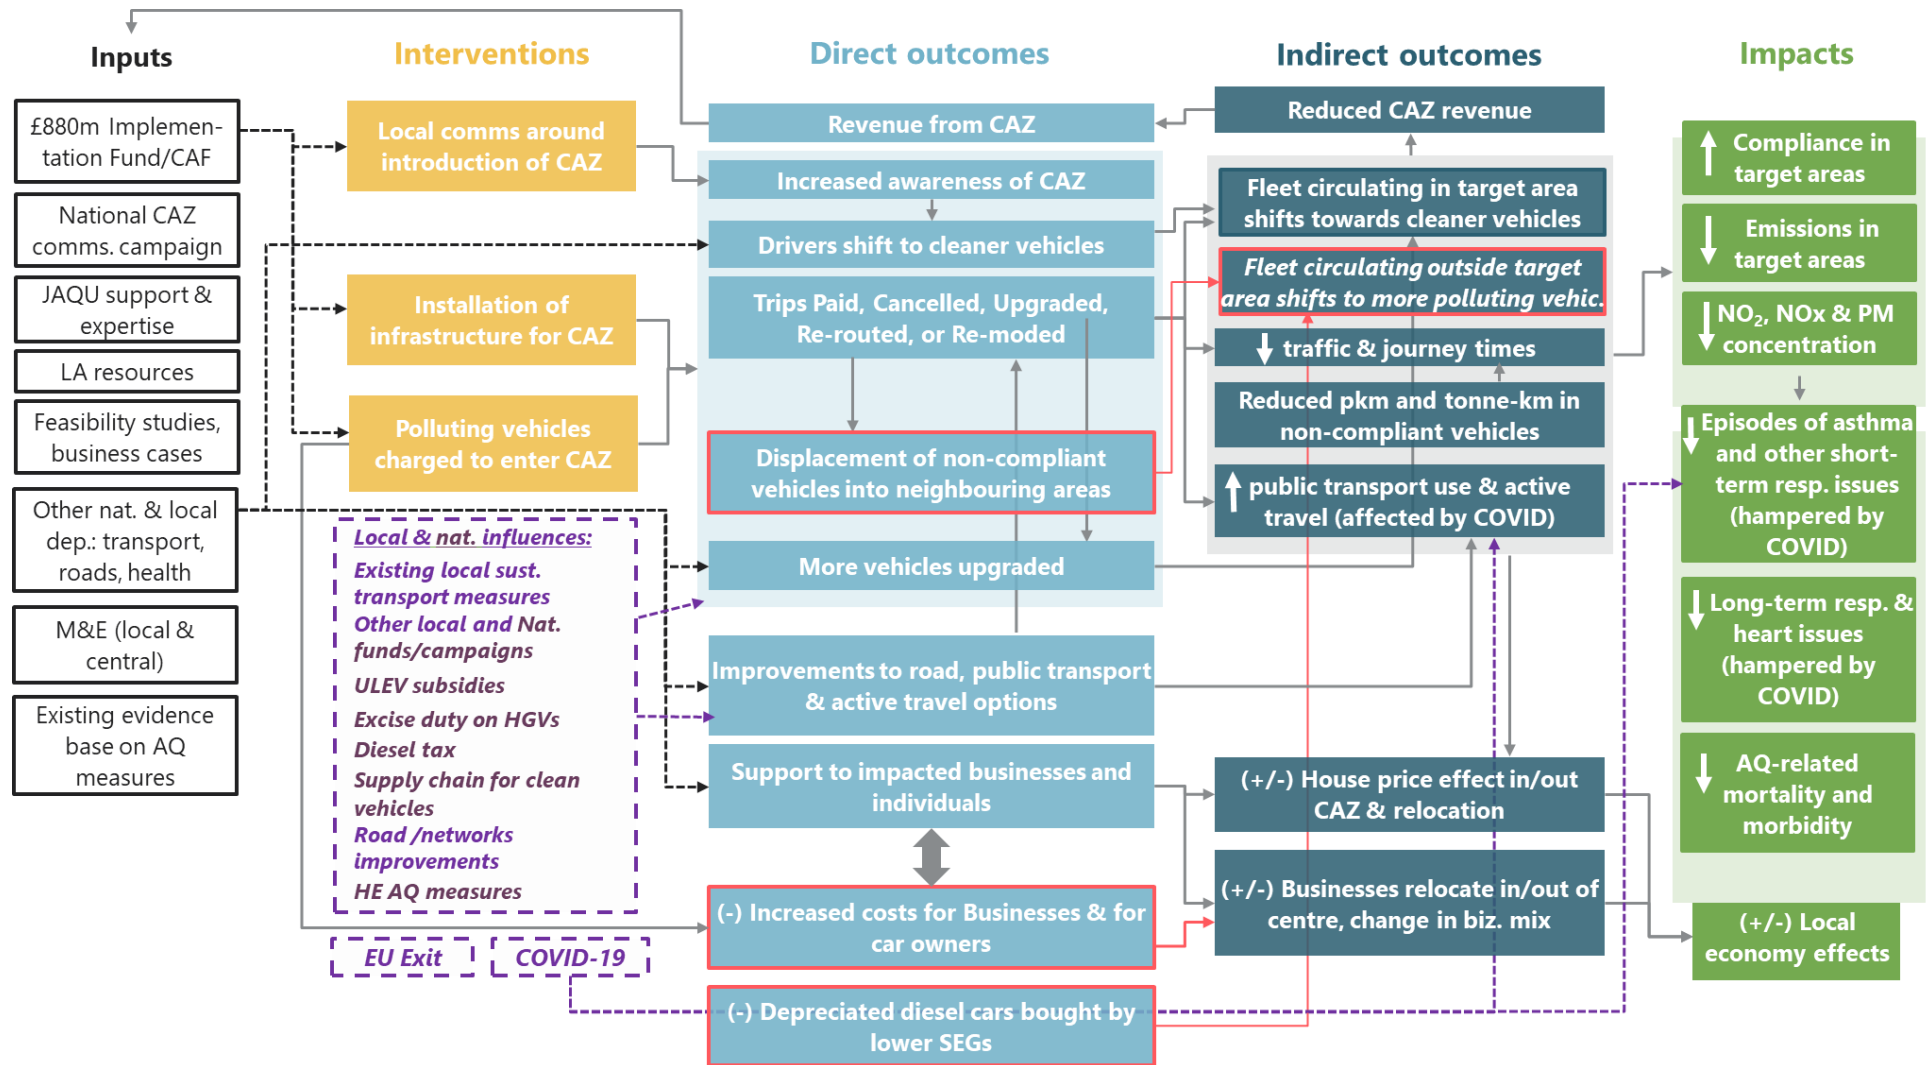 Inputs
£880m Implemen-
tation Fund/CAF
National CAZ
comms. campaign
JAQU support &
expertise
LA resources
Feasibility studies,
business cases
Other nat. & local
dep.: transport,
roads, health
M&E (local &
central)
Existing evidence
base on AQ
measures
Interventions
Local comms around
introduction of CAZ
Installation of
infrastructure for CAZ
Polluting vehicles
charged to enter CAZ
Local & nat. influences:
Existing local sust.
transport measures
Other local and Nat.
funds/campaigns
ULEV subsidies
Excise duty on HGVs
Diesel tax
Supply chain for clean
vehicles
Road /networks
improvements
HE AQ measures
EU Exit
COVID-19
Direct outcomes
Revenue from CAZ
Increased awareness of CAZ
Drivers shift to cleaner vehicles
Trips Paid, Cancelled, Upgraded,
Re-routed, or Re-moded
Displacement of non-compliant
vehicles into neighbouring areas
More vehicles upgraded
Improvements to road, public transport
& active travel options
Support to impacted businesses and
individuals
(-) Increased costs for Businesses & for
car owners
(-) Depreciated diesel cars bought by
lower SEGs
Indirect outcomes
Reduced CAZ revenue
Fleet circulating in target area
shifts towards cleaner vehicles
Fleet circulating outside target
area shifts to more polluting vehic.
traffic & journey times
Reduced pkm and tonne-km in
non-compliant vehicles
public transport use & active
travel (affected by COVID)
(+/-) House price effect in/out
CAZ & relocation
(+/-) Businesses relocate in/out of
centre, change in biz. mix
Impacts
Compliance in
target areas
Emissions in
target areas
NO₂, NOx & PM
concentration
Episodes of asthma
and other short-
term resp. issues
(hampered by
COVID)
Long-term resp. &
heart issues
(hampered by
COVID)
AQ-related
mortality and
morbidity
(+/-) Local
economy effects